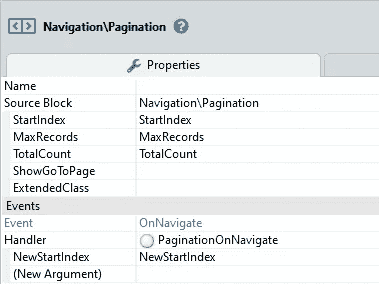 Navigation\Pagination ?
Properties
Name
Source Block Navigation\Pagination
StartIndex StartIndex
MaxRecords MaxRecords
TotalCount TotalCount
ShowGoToPage
ExtendedClass
Events
Event OnNavigate
Handler PaginationOnNavigate
NewStartIndex NewStartIndex
(New Argument)